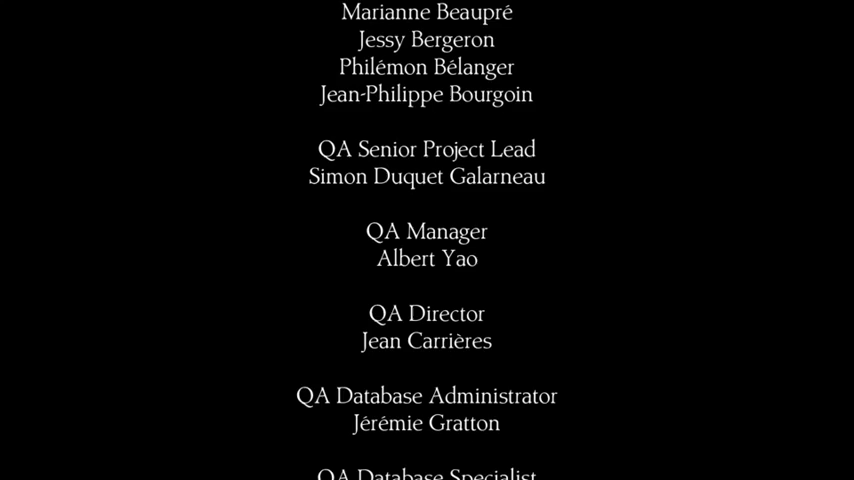 Marianne Beaupré
Jessy Bergeron
Philémon Bélanger
Jean-Philippe Bourgoin
QA Senior Project Lead
Simon Duquet Galarneau
QA Manager
Albert Yao
QA Director
Jean Carrières
QA Database Administrator
Jérémie Gratton
QA Database Specialist